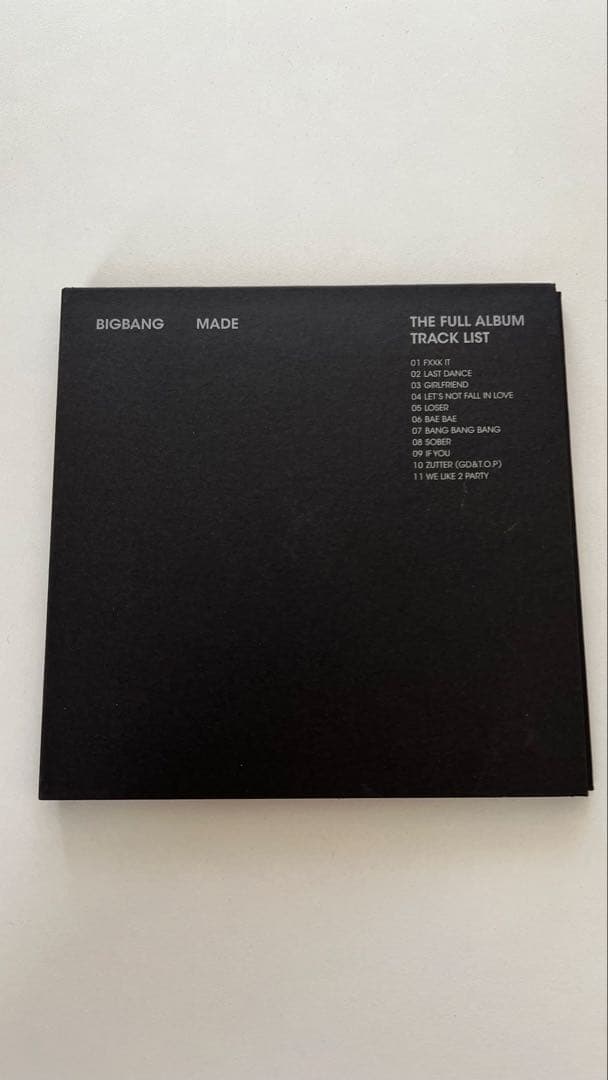 BIGBANG MADE
THE FULL ALBUM
TRACK LIST
01 FXXK IT
02 LAST DANCE
03 GIRLFRIEND
04 LET'S NOT FALL IN LOVE
05 LOSER
06 BAE BAE
07 BANG BANG BANG
08 SOBER
09 IF YOU
10 ZUTTER (GD&T.O.P)
11 WE LIKE 2 PARTY